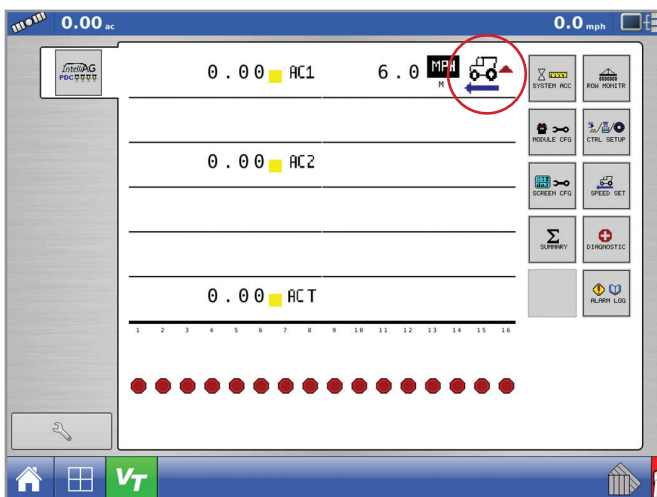 0.00 ac
0.0 mph
IntelliAG
PDC
0.00 AC1
6.0 MPH
M
SYSTEM ACC
ROW MONITR
MODULE CFG
CTRL SETUP
0.00 AC2
SCREEN CFG
SPEED SET
SUMMARY
DIAGNOSTIC
0.00 ACT
ALARM LOG
1 2 3 4 5 6 7 8 9 10 11 12 13 14 15 16
VT